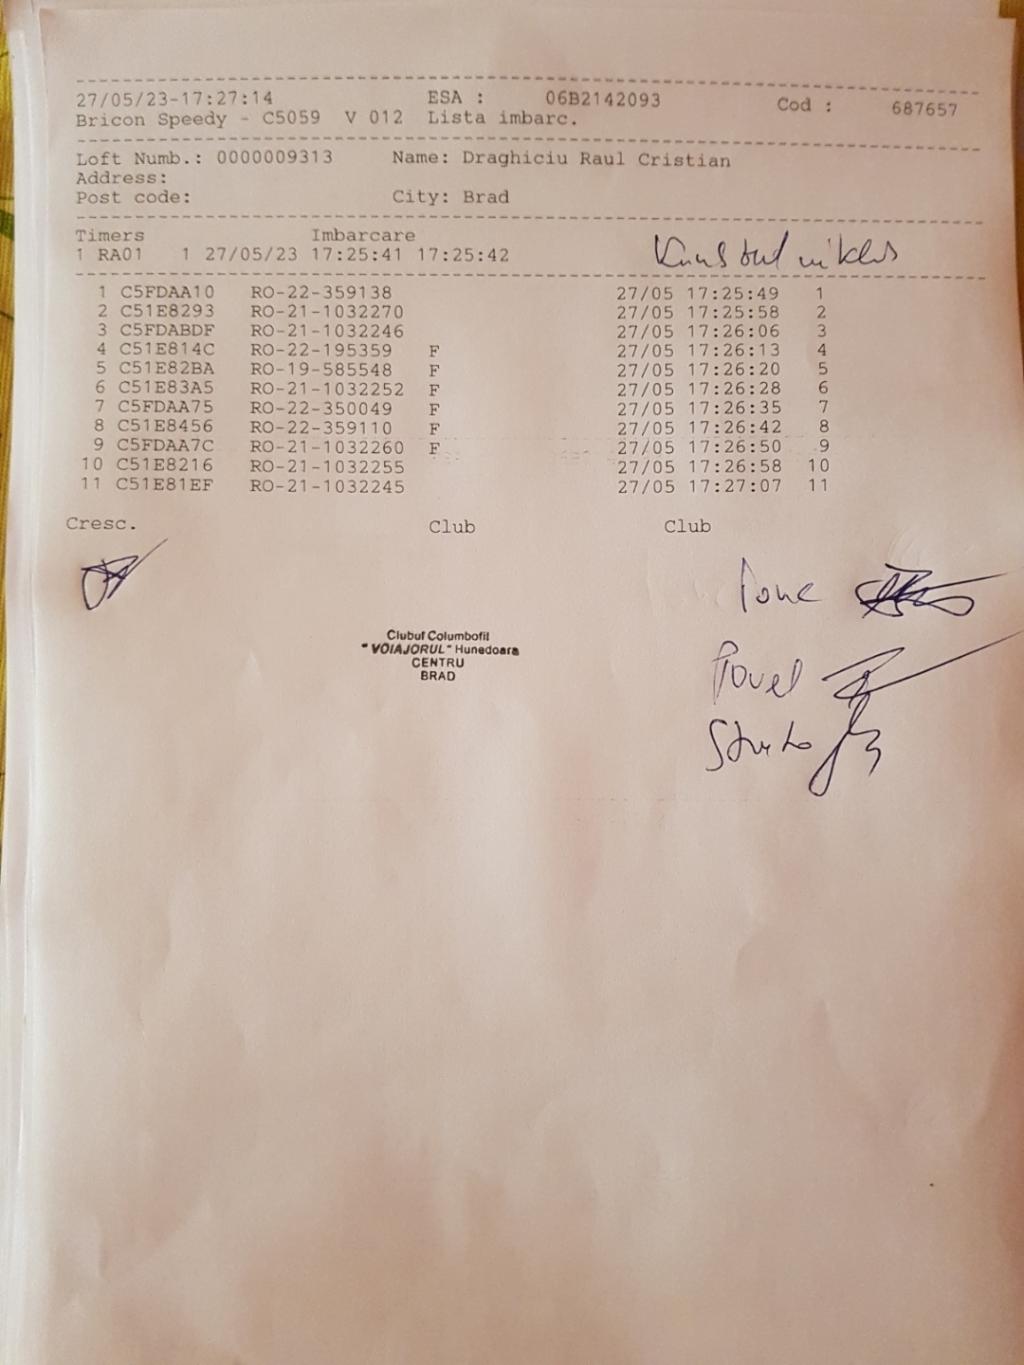 27/05/23-17:27:14 ESA : 06B2142093 Cod : 687657
Bricon Speedy - C5059 V 012 Lista imbarc.
Loft Numb.: 0000009313 Name: Draghiciu Raul Cristian
Address:
Post code: City: Brad
Timers Imbarcare
1 RA01 1 27/05/23 17:25:41 17:25:42
1 C5FDAA10 RO-22-359138 27/05 17:25:49 1
2 C51E8293 RO-21-1032270 27/05 17:25:58 2
3 C5FDABDF RO-21-1032246 27/05 17:26:06 3
4 C51E814C RO-22-195359 F 27/05 17:26:13 4
5 C51E82BA RO-19-585548 F 27/05 17:26:20 5
6 C51E83A5 RO-21-1032252 F 27/05 17:26:28 6
7 C5FDAA75 RO-22-350049 F 27/05 17:26:35 7
8 C51E8456 RO-22-359110 F 27/05 17:26:42 8
9 C5FDAA7C RO-21-1032260 F 27/05 17:26:50 9
10 C51E8216 RO-21-1032255 27/05 17:26:58 10
11 C51E81EF RO-21-1032245 27/05 17:27:07 11
Cresc. Club Club
Clubul Columbofil
"VOIAJORUL" Hunedoara
CENTRU
BRAD